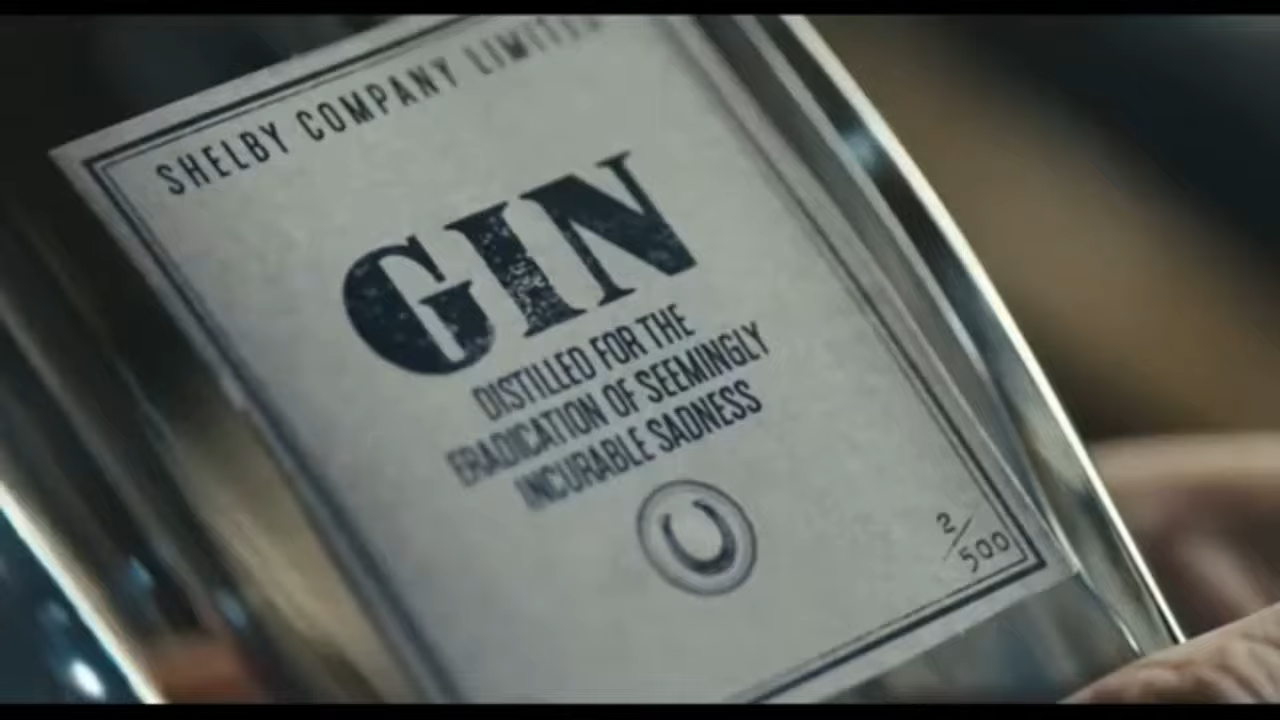 SHELBY COMPANY LIMITED
GIN
DISTILLED FOR THE
ERADICATION OF SEEMINGLY
INCURABLE SADNESS
2/500